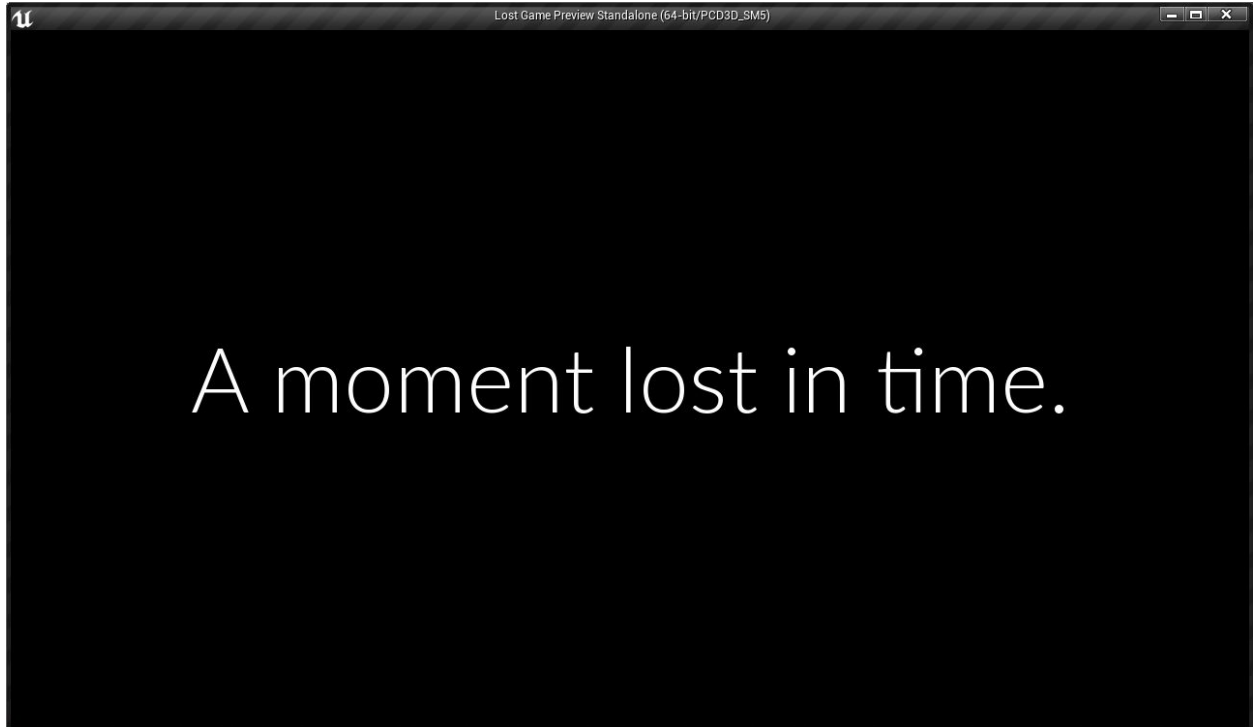 Lost Game Preview Standalone (64-bit/PCD3D_SM5)
A moment lost in time.